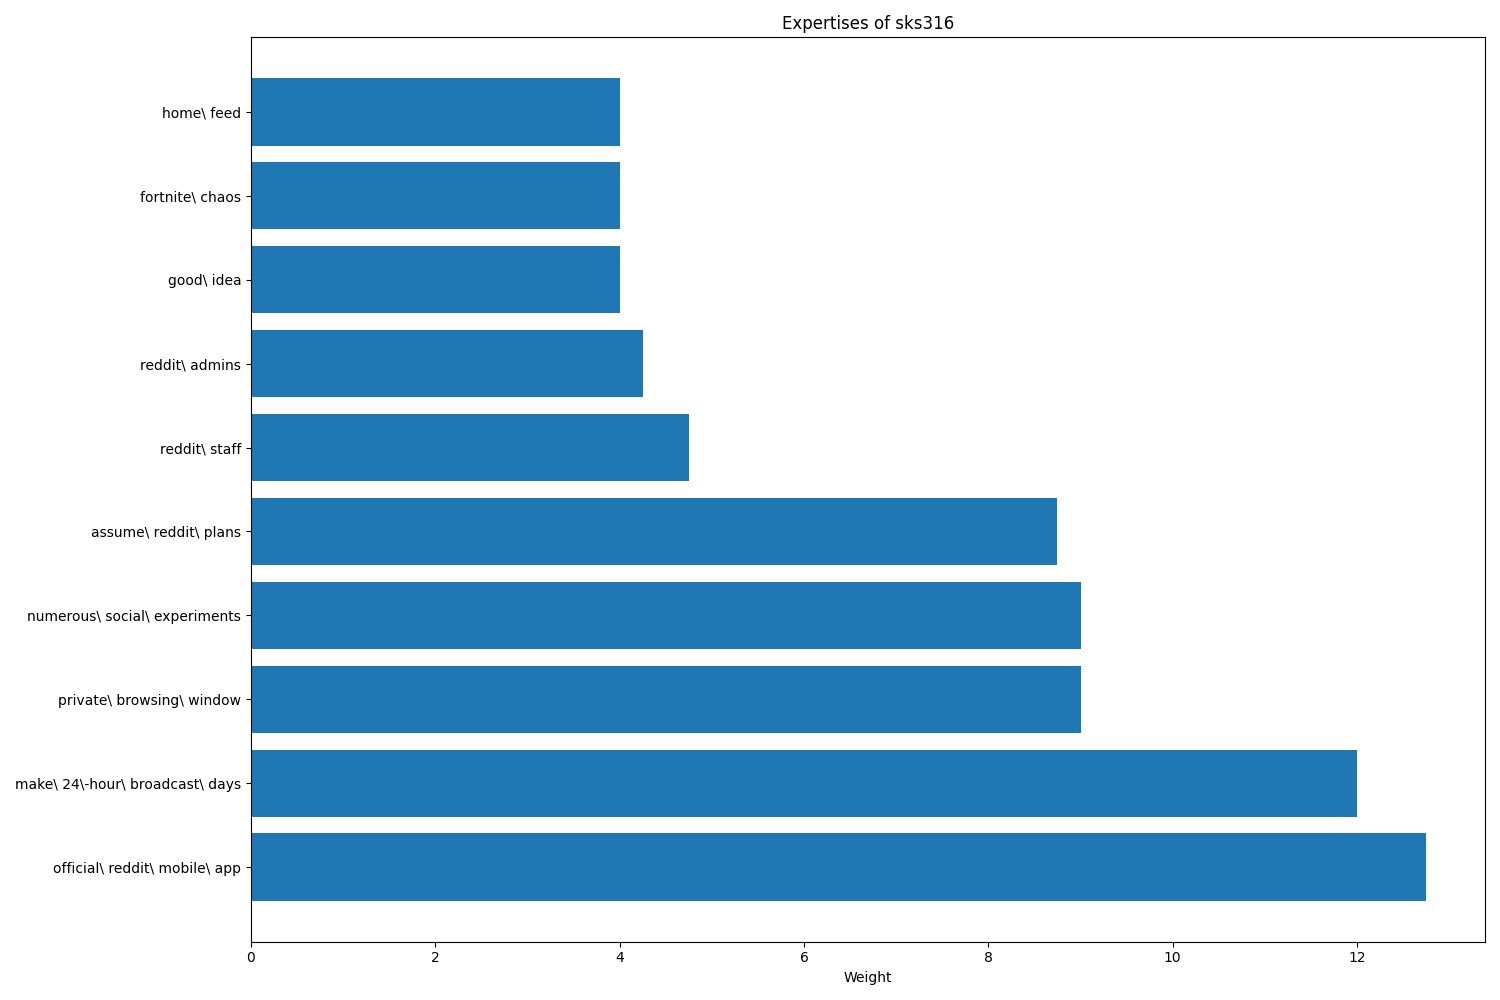 Expertises of sks316
home\ feed
fortnite\ chaos
good\ idea
reddit\ admins
reddit\ staff
assume\ reddit\ plans
numerous\ social\ experiments
private\ browsing\ window
make\ 24\-hour\ broadcast\ days
official\ reddit\ mobile\ app
0 2 4 6 8 10 12
Weight